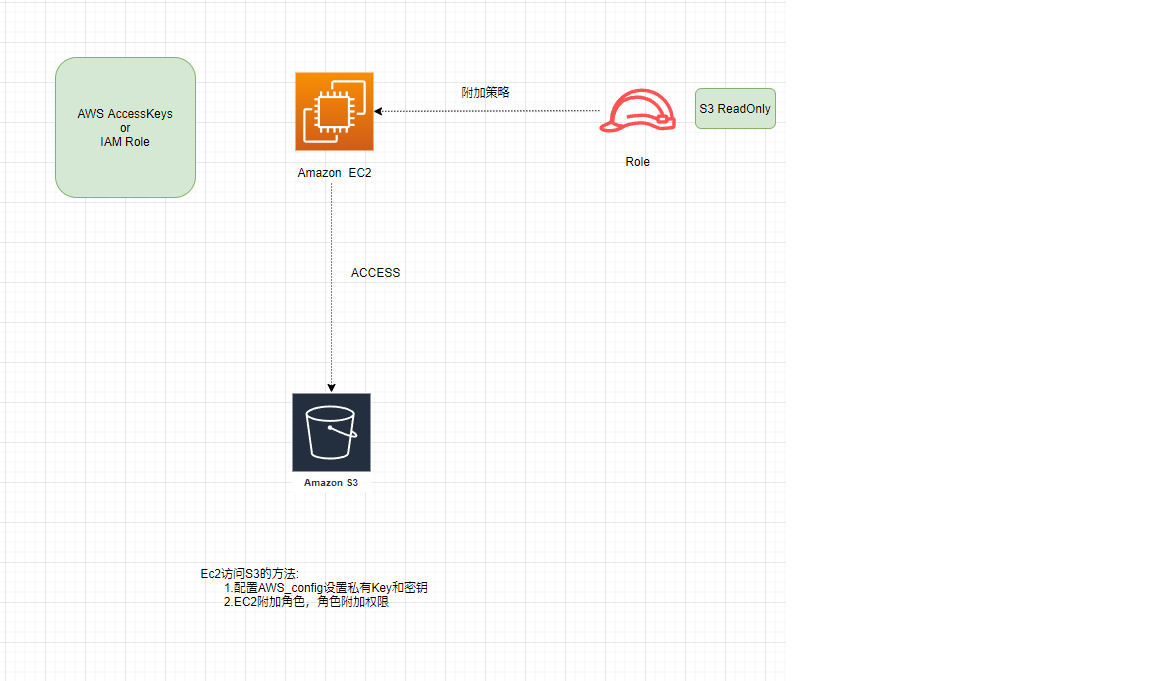 AWS AccessKeys
or
IAM Role
Amazon  EC2
附加策略
Role
S3 ReadOnly
ACCESS
Amazon S3
Ec2访问S3的方法:
1.配置AWS_config设置私有Key和密钥
2.EC2附加角色，角色附加权限